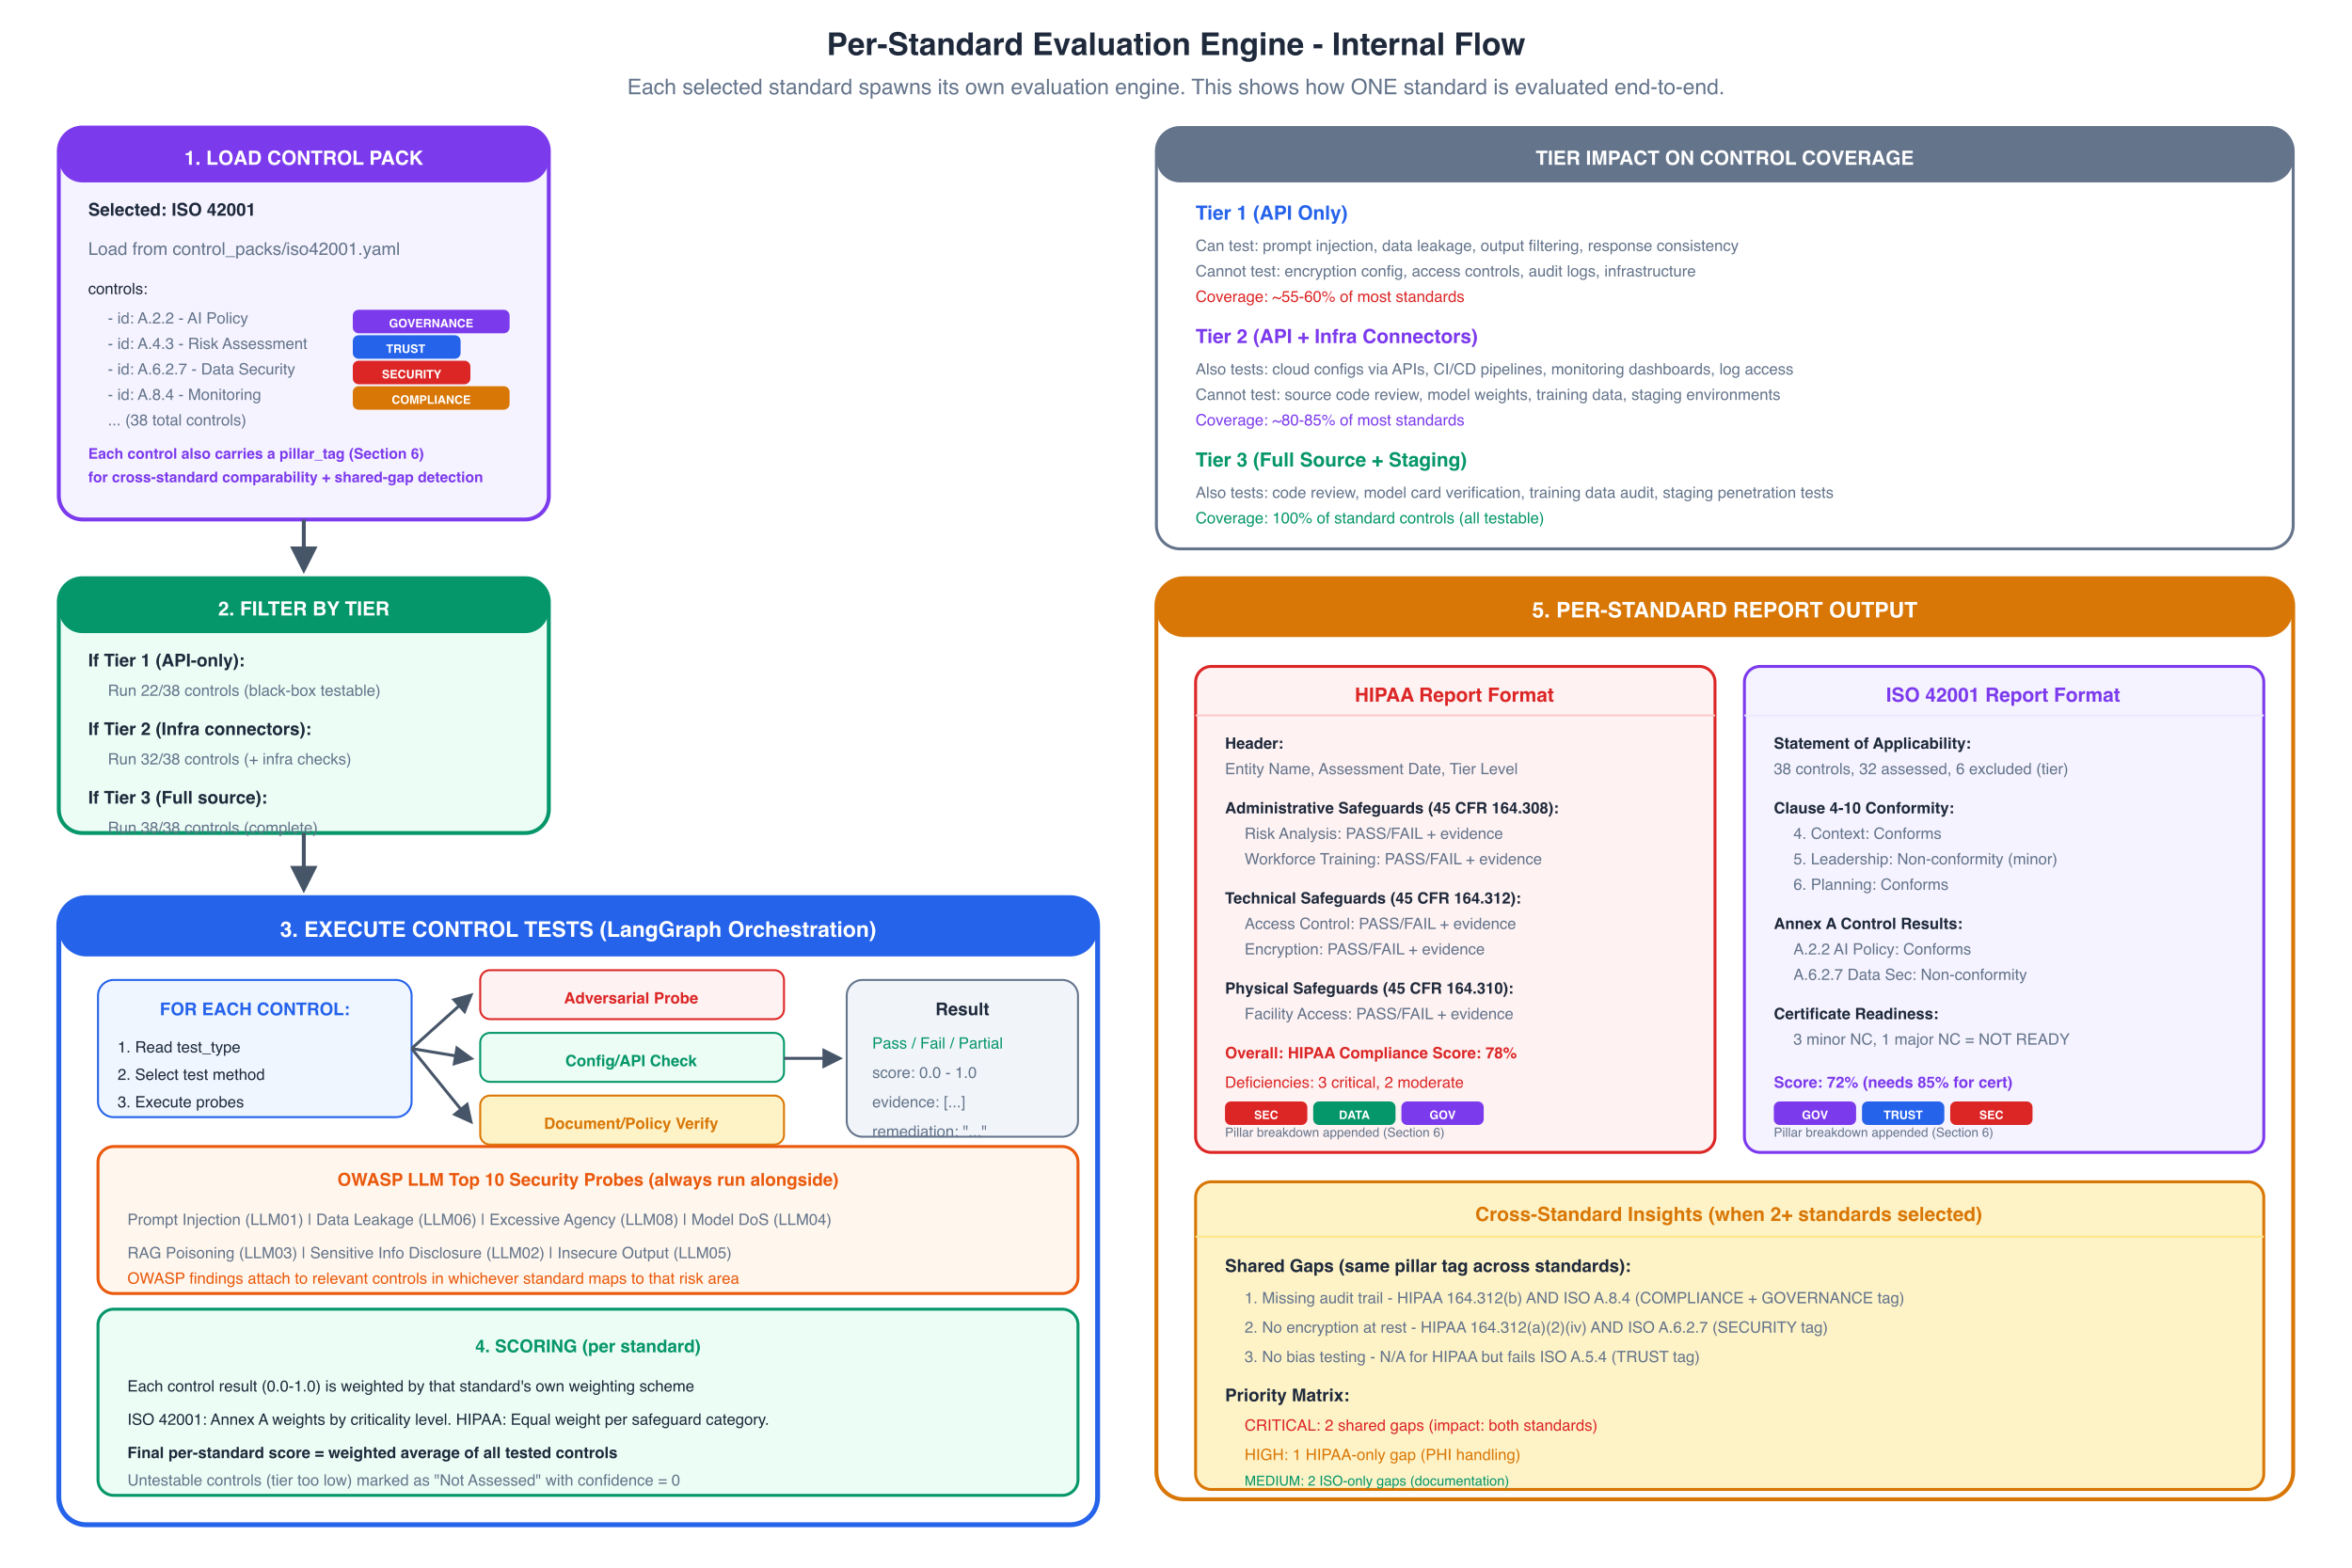 Per-Standard Evaluation Engine - Internal Flow
Each selected standard spawns its own evaluation engine. This shows how ONE standard is evaluated end-to-end.
1. LOAD CONTROL PACK
Selected: ISO 42001
Load from control_packs/iso42001.yaml
controls:
- id: A.2.2 - AI Policy GOVERNANCE
- id: A.4.3 - Risk Assessment TRUST
- id: A.6.2.7 - Data Security SECURITY
- id: A.8.4 - Monitoring COMPLIANCE
... (38 total controls)
Each control also carries a pillar_tag (Section 6)
for cross-standard comparability + shared-gap detection
2. FILTER BY TIER
If Tier 1 (API-only):
Run 22/38 controls (black-box testable)
If Tier 2 (Infra connectors):
Run 32/38 controls (+ infra checks)
If Tier 3 (Full source):
Run 38/38 controls (complete)
3. EXECUTE CONTROL TESTS (LangGraph Orchestration)
FOR EACH CONTROL:
1. Read test_type
2. Select test method
3. Execute probes
Adversarial Probe
Config/API Check
Document/Policy Verify
Result
Pass / Fail / Partial
score: 0.0 - 1.0
evidence: [...]
remediation: "..."
OWASP LLM Top 10 Security Probes (always run alongside)
Prompt Injection (LLM01) | Data Leakage (LLM06) | Excessive Agency (LLM08) | Model DoS (LLM04)
RAG Poisoning (LLM03) | Sensitive Info Disclosure (LLM02) | Insecure Output (LLM05)
OWASP findings attach to relevant controls in whichever standard maps to that risk area
4. SCORING (per standard)
Each control result (0.0-1.0) is weighted by that standard's own weighting scheme
ISO 42001: Annex A weights by criticality level. HIPAA: Equal weight per safeguard category.
Final per-standard score = weighted average of all tested controls
Untestable controls (tier too low) marked as "Not Assessed" with confidence = 0
TIER IMPACT ON CONTROL COVERAGE
Tier 1 (API Only)
Can test: prompt injection, data leakage, output filtering, response consistency
Cannot test: encryption config, access controls, audit logs, infrastructure
Coverage: ~55-60% of most standards
Tier 2 (API + Infra Connectors)
Also tests: cloud configs via APIs, CI/CD pipelines, monitoring dashboards, log access
Cannot test: source code review, model weights, training data, staging environments
Coverage: ~80-85% of most standards
Tier 3 (Full Source + Staging)
Also tests: code review, model card verification, training data audit, staging penetration tests
Coverage: 100% of standard controls (all testable)
5. PER-STANDARD REPORT OUTPUT
HIPAA Report Format
Header:
Entity Name, Assessment Date, Tier Level
Administrative Safeguards (45 CFR 164.308):
Risk Analysis: PASS/FAIL + evidence
Workforce Training: PASS/FAIL + evidence
Technical Safeguards (45 CFR 164.312):
Access Control: PASS/FAIL + evidence
Encryption: PASS/FAIL + evidence
Physical Safeguards (45 CFR 164.310):
Facility Access: PASS/FAIL + evidence
Overall: HIPAA Compliance Score: 78%
Deficiencies: 3 critical, 2 moderate
SEC DATA GOV
Pillar breakdown appended (Section 6)
ISO 42001 Report Format
Statement of Applicability:
38 controls, 32 assessed, 6 excluded (tier)
Clause 4-10 Conformity:
4. Context: Conforms
5. Leadership: Non-conformity (minor)
6. Planning: Conforms
Annex A Control Results:
A.2.2 AI Policy: Conforms
A.6.2.7 Data Sec: Non-conformity
Certificate Readiness:
3 minor NC, 1 major NC = NOT READY
Score: 72% (needs 85% for cert)
GOV TRUST SEC
Pillar breakdown appended (Section 6)
Cross-Standard Insights (when 2+ standards selected)
Shared Gaps (same pillar tag across standards):
1. Missing audit trail - HIPAA 164.312(b) AND ISO A.8.4 (COMPLIANCE + GOVERNANCE tag)
2. No encryption at rest - HIPAA 164.312(a)(2)(iv) AND ISO A.6.2.7 (SECURITY tag)
3. No bias testing - N/A for HIPAA but fails ISO A.5.4 (TRUST tag)
Priority Matrix:
CRITICAL: 2 shared gaps (impact: both standards)
HIGH: 1 HIPAA-only gap (PHI handling)
MEDIUM: 2 ISO-only gaps (documentation)